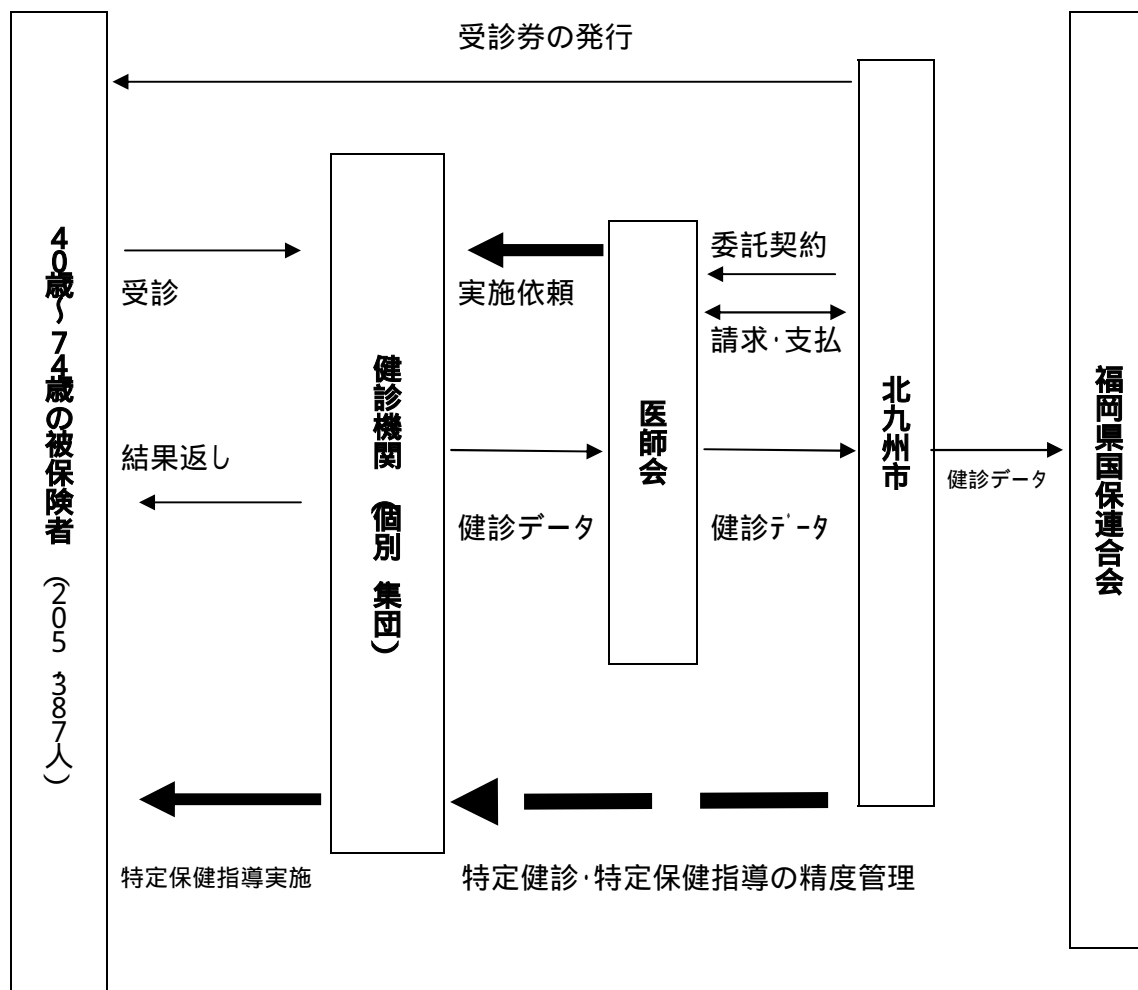 受診券の発行
40歳~74歳の被保険者(205,387人)
受診
結果返し
特定保健指導実施
健診機関(個別 集団)
実施依頼
健診データ
医師会
委託契約
請求・支払
健診データ
北九州市
健診データ
福岡県国保連合会
特定健診・特定保健指導の精度管理